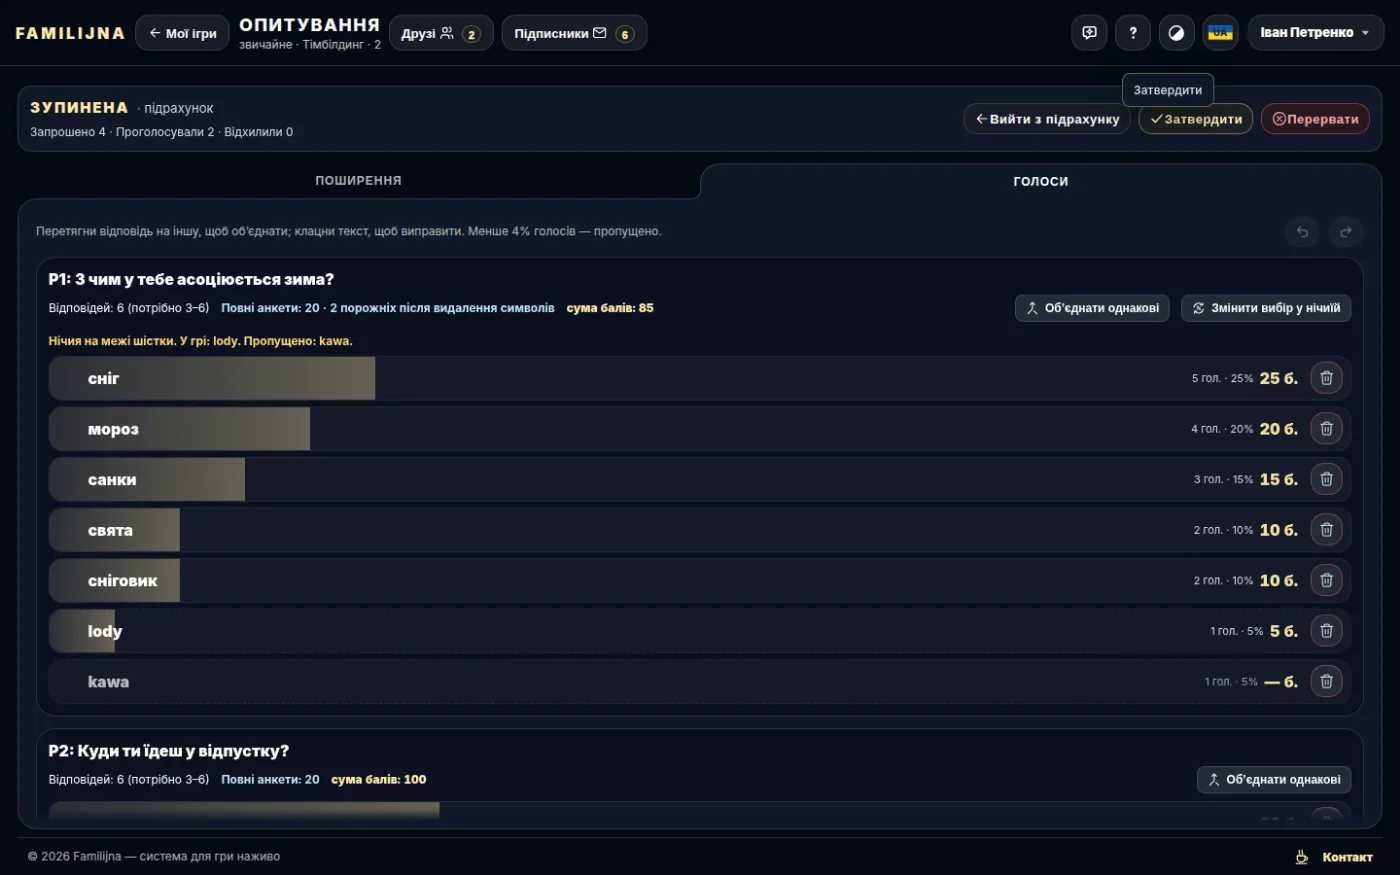 FAMILIJNA
← Мої ігри
ОПИТУВАННЯ
звичайне · Тімбілдинг · 2
Друзі 2
Підписники 6
?
UA
Іван Петренко
Затвердити
ЗУПИНЕНА · підрахунок
Запрошено 4 · Проголосували 2 · Відхилили 0
←Вийти з підрахунку
Затвердити
Перервати
ПОШИРЕННЯ
ГОЛОСИ
Перетягни відповідь на іншу, щоб об'єднати; клацни текст, щоб виправити. Менше 4% голосів — пропущено.
P1: З чим у тебе асоціюється зима?
Відповідей: 6 (потрібно 3–6) Повні анкети: 20 · 2 порожніх після видалення символів сума балів: 85
Об'єднати однакові
Змінити вибір у нічиїй
Нічия на межі шістки. У грі: lody. Пропущено: kawa.
сніг 5 гол. · 25% 25 б.
мороз 4 гол. · 20% 20 б.
санки 3 гол. · 15% 15 б.
свята 2 гол. · 10% 10 б.
сніговик 2 гол. · 10% 10 б.
lody 1 гол. · 5% 5 б.
kawa 1 гол. · 5% — б.
P2: Куди ти їдеш у відпустку?
Відповідей: 6 (потрібно 3–6) Повні анкети: 20 сума балів: 100
Об'єднати однакові
© 2026 Familijna — система для гри наживо
Контакт